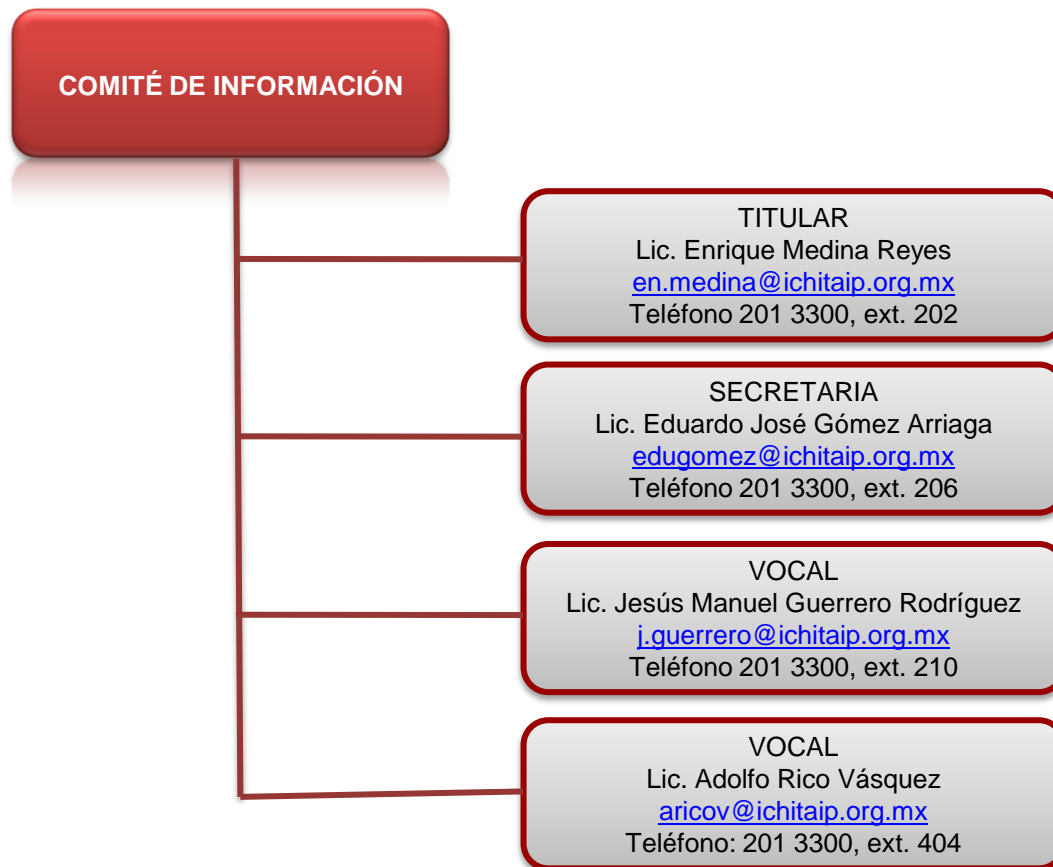 COMITÉ DE INFORMACIÓN
TITULAR
Lic. Enrique Medina Reyes
en.medina@ichitaip.org.mx
Teléfono 201 3300, ext. 202
SECRETARIA
Lic. Eduardo José Gómez Arriaga
edugomez@ichitaip.org.mx
Teléfono 201 3300, ext. 206
VOCAL
Lic. Jesús Manuel Guerrero Rodríguez
j.guerrero@ichitaip.org.mx
Teléfono 201 3300, ext. 210
VOCAL
Lic. Adolfo Rico Vásquez
aricov@ichitaip.org.mx
Teléfono: 201 3300, ext. 404